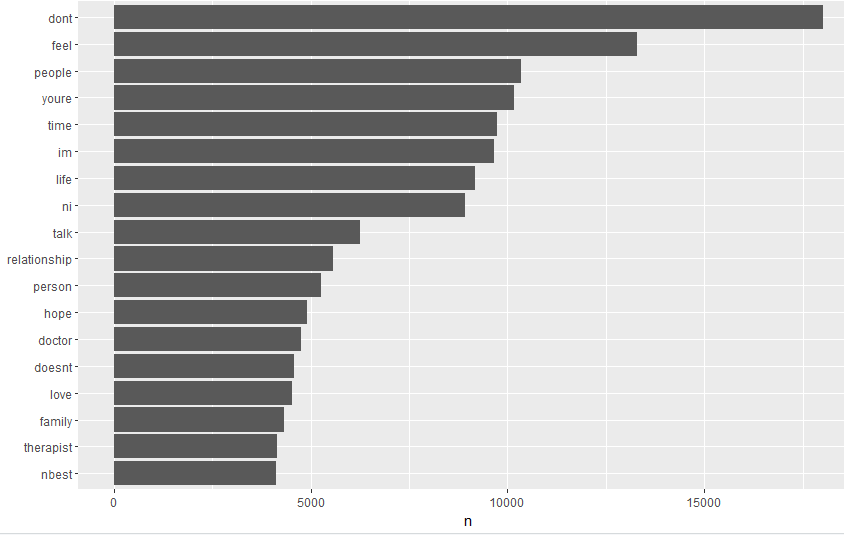 dont
feel
people
youre
time
im
life
ni
talk
relationship
person
hope
doctor
doesnt
love
family
therapist
nbest
0 5000 10000 15000
n